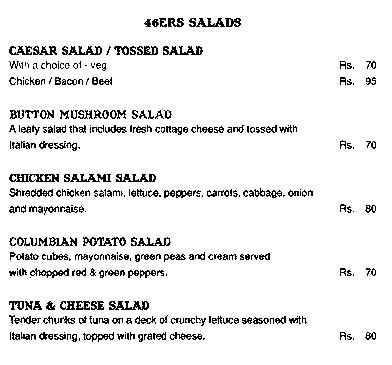 46ERS SALADS
CAESAR SALAD / TOSSED SALAD
With a choice of - veg Rs. 70
Chicken / Bacon / Beef Rs. 95
BUTTON MUSHROOM SALAD
A leafy salad that includes fresh cottage cheese and tossed with
Italian dressing. Rs. 70
CHICKEN SALAMI SALAD
Shredded chicken salami, lettuce, peppers, carrots, cabbage, onion
and mayonnaise. Rs. 80
COLUMBIAN POTATO SALAD
Potato cubes, mayonnaise, green peas and cream served
with chopped red & green peppers. Rs. 70
TUNA & CHEESE SALAD
Tender chunks of tuna on a deck of crunchy lettuce seasoned with
Italian dressing, topped with grated cheese. Rs. 80